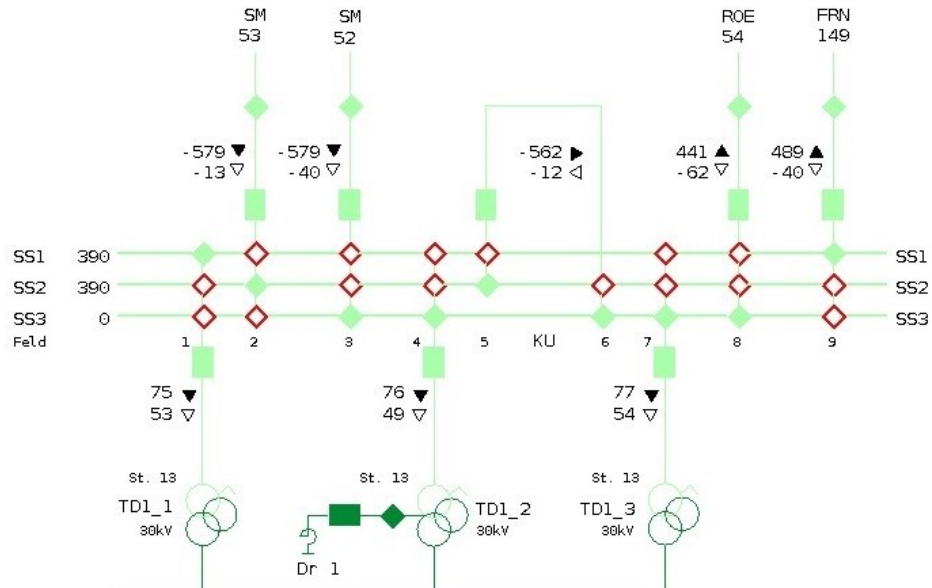 SM SM ROE FRN
53 52 54 149
-579 -579 -562 441 489
-13 -40 -12 -62 -40
SS1 390 SS1
SS2 390 SS2
SS3 0 SS3
Feld 1 2 3 4 5 KU 6 7 8 9
75 76 77
53 49 54
St. 13 St. 13 St. 13
TD1_1 TD1_2 TD1_3
30kV 30kV 30kV
Dr 1